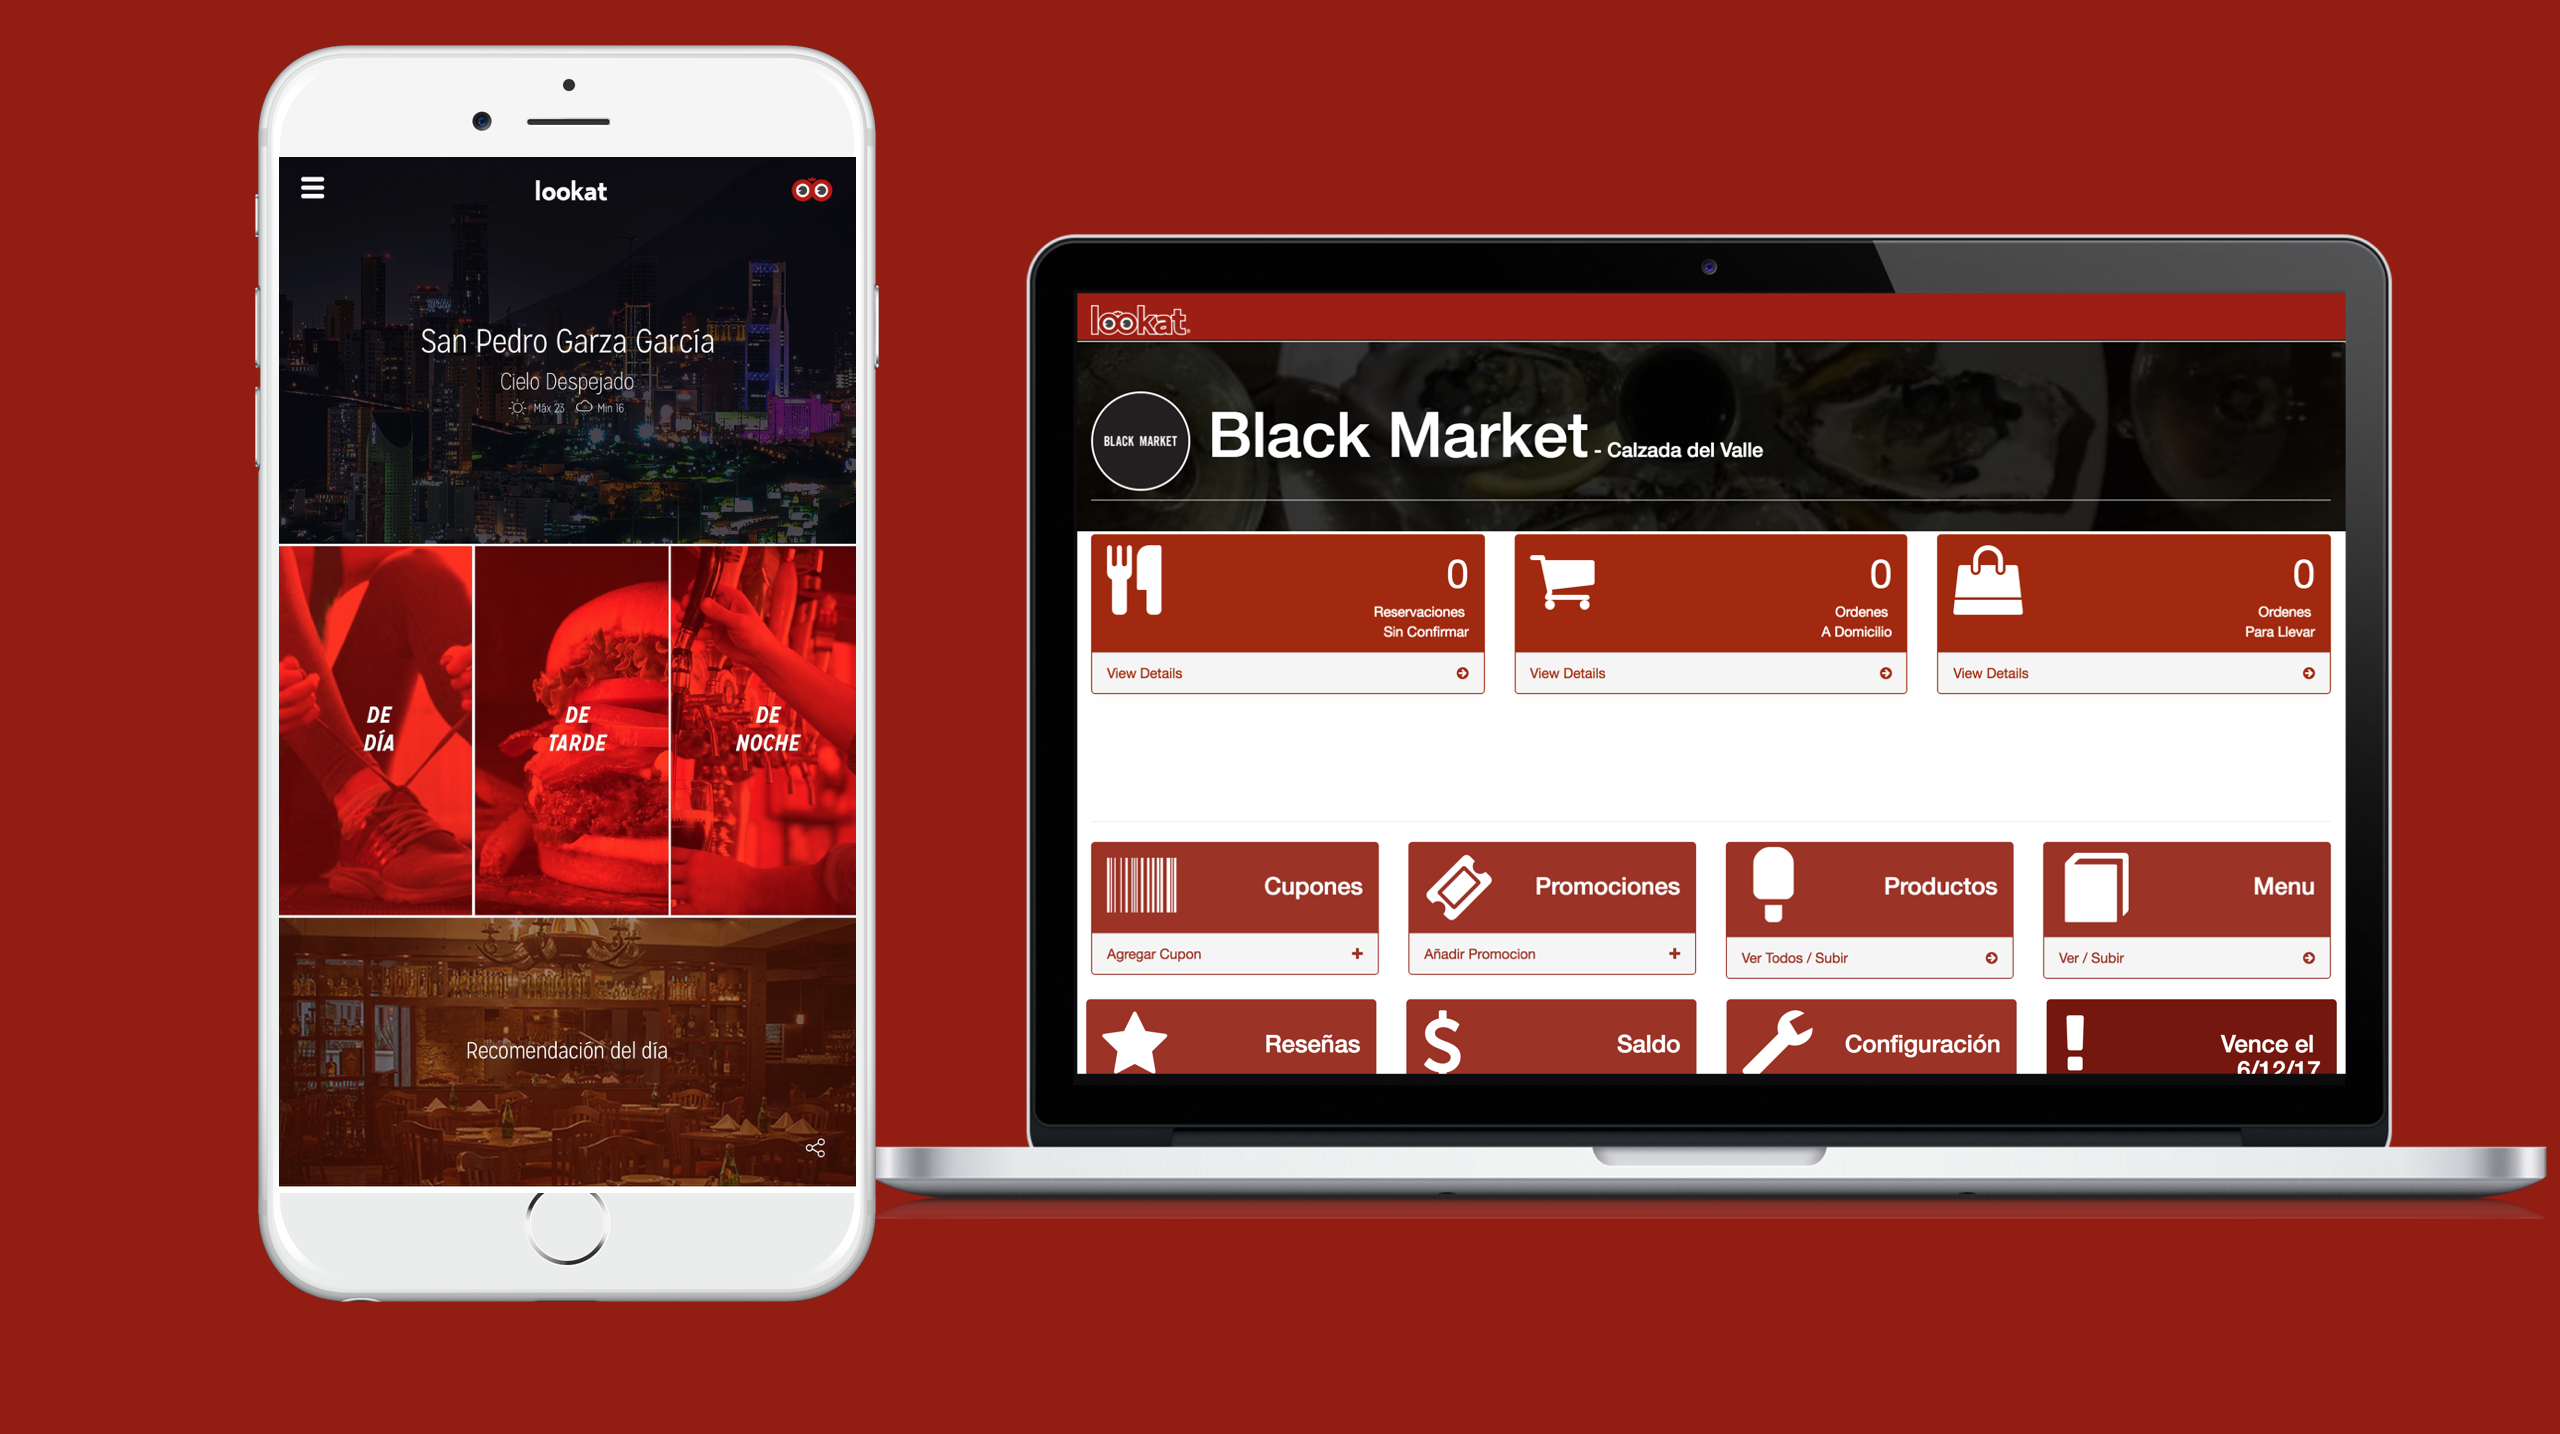 lookat
San Pedro Garza García
Cielo Despejado
Máx 23 Min 16
DE
DÍA
DE
TARDE
DE
NOCHE
Recomendación del día
lookat
BLACK MARKET
Black Market - Calzada del Valle
0
Reservaciones
Sin Confirmar
View Details
0
Ordenes
A Domicilio
View Details
0
Ordenes
Para Llevar
View Details
Cupones
Agregar Cupon
Promociones
Añadir Promocion
Productos
Ver Todos / Subir
Menu
Ver / Subir
Reseñas
Saldo
Configuración
Vence el
6/12/17